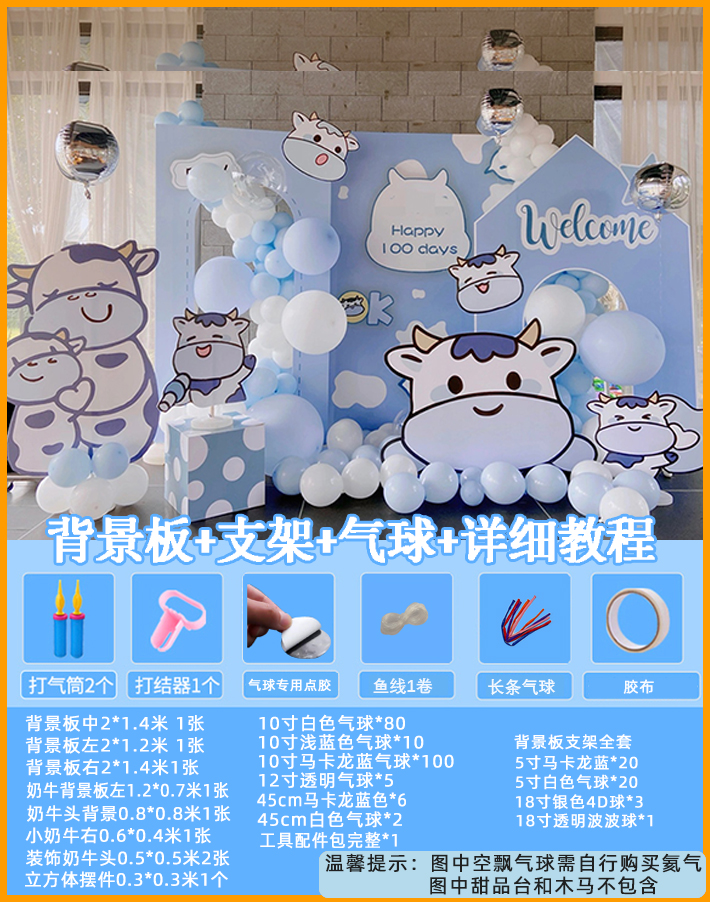 Happy
100 days
Welcome
OK
背景板+支架+气球+详细教程
打气筒2个
打结器1个
气球专用点胶
鱼线1卷
长条气球
胶布
背景板中2*1.4米 1张
背景板左2*1.2米 1张
背景板右2*1.4米1张
奶牛背景板左1.2*0.7米1张
奶牛头背景0.8*0.8米1张
小奶牛右0.6*0.4米1张
装饰奶牛头0.5*0.5米2张
立方体摆件0.3*0.3米1个
10寸白色气球*80
10寸浅蓝色气球*10
10寸马卡龙蓝气球*100
12寸透明气球*5
45cm马卡龙蓝色*6
45cm白色气球*2
工具配件包完整*1
背景板支架全套
5寸马卡龙蓝*20
5寸白色气球*20
18寸银色4D球*3
18寸透明波波球*1
温馨提示：图中空飘气球需自行购买氦气
图中甜品台和木马不包含